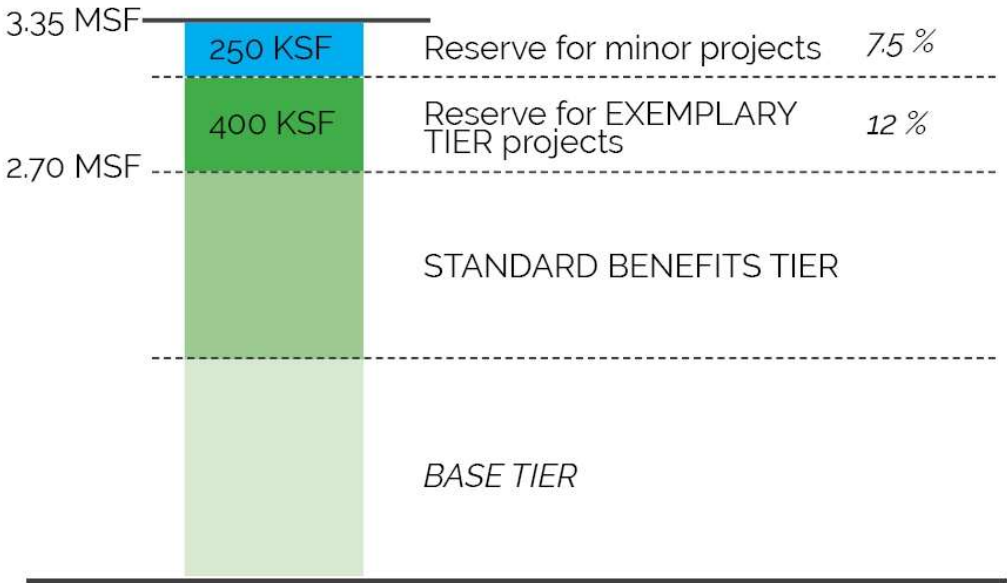 3.35 MSF
250 KSF Reserve for minor projects 7.5 %
400 KSF Reserve for EXEMPLARY
TIER projects 12 %
2.70 MSF
STANDARD BENEFITS TIER
BASE TIER